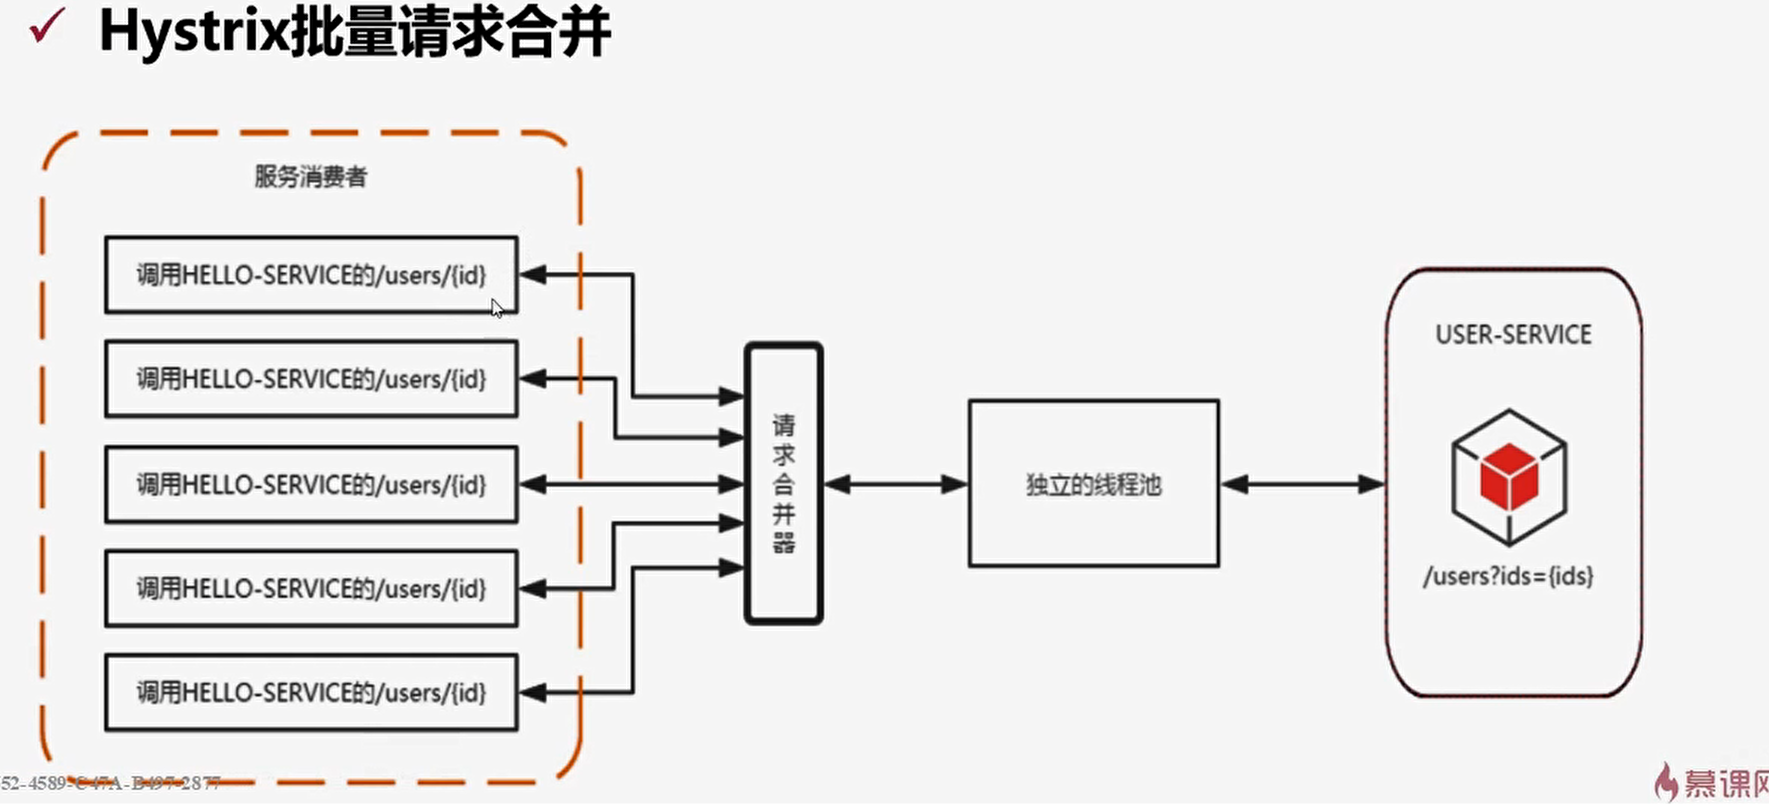 ✓ Hystrix批量请求合并
服务消费者
调用HELLO-SERVICE的/users/{id}
调用HELLO-SERVICE的/users/{id}
调用HELLO-SERVICE的/users/{id}
调用HELLO-SERVICE的/users/{id}
调用HELLO-SERVICE的/users/{id}
请求合并器
独立的线程池
USER-SERVICE
/users?ids={ids}
52-4589-C47A-B497-2877
慕课网